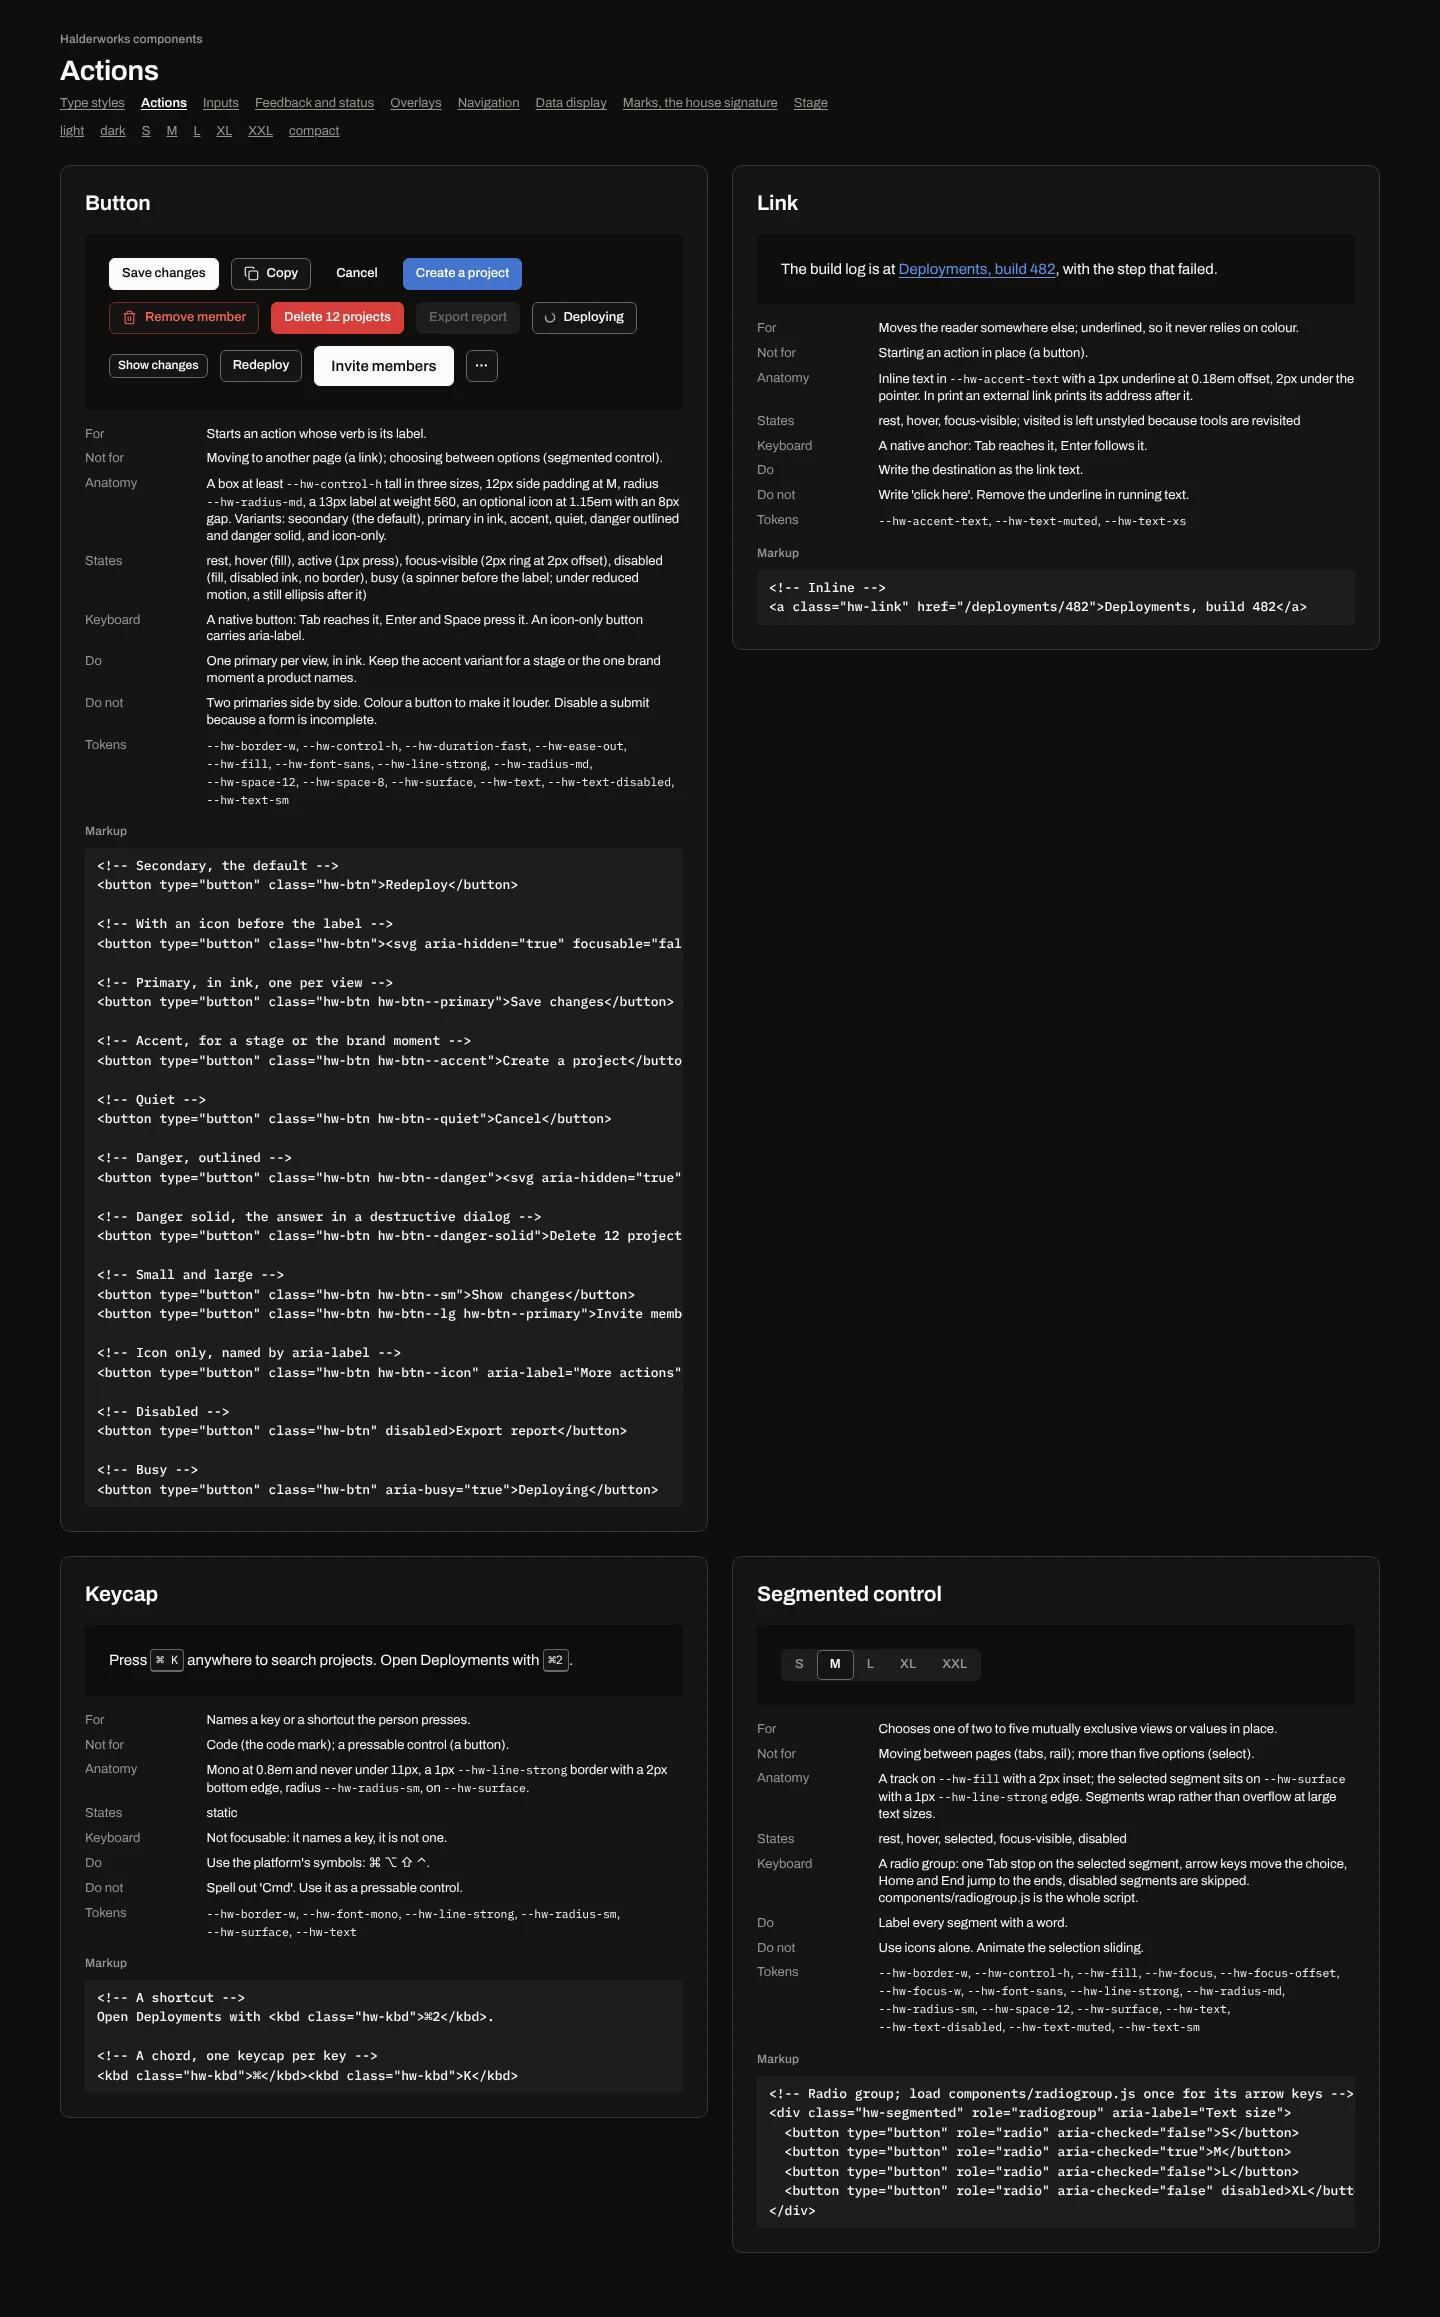 Halderworks components
Actions
Type styles Actions Inputs Feedback and status Overlays Navigation Data display Marks, the house signature Stage
light dark S M L XL XXL compact
Button
Save changes Copy Cancel Create a project
Remove member Delete 12 projects Export report Deploying
Show changes Redeploy Invite members ···
For Starts an action whose verb is its label.
Not for Moving to another page (a link); choosing between options (segmented control).
Anatomy A box at least --hw-control-h tall in three sizes, 12px side padding at M, radius
--hw-radius-md, a 13px label at weight 560, an optional icon at 1.15em with an 8px
gap. Variants: secondary (the default), primary in ink, accent, quiet, danger outlined
and danger solid, and icon-only.
States rest, hover (fill), active (1px press), focus-visible (2px ring at 2px offset), disabled
(fill, disabled ink, no border), busy (a spinner before the label; under reduced
motion, a still ellipsis after it)
Keyboard A native button: Tab reaches it, Enter and Space press it. An icon-only button
carries aria-label.
Do One primary per view, in ink. Keep the accent variant for a stage or the one brand
moment a product names.
Do not Two primaries side by side. Colour a button to make it louder. Disable a submit
because a form is incomplete.
Tokens --hw-border-w, --hw-control-h, --hw-duration-fast, --hw-ease-out,
--hw-fill, --hw-font-sans, --hw-line-strong, --hw-radius-md,
--hw-space-12, --hw-space-8, --hw-surface, --hw-text, --hw-text-disabled,
--hw-text-sm
Markup
<!-- Secondary, the default -->
<button type="button" class="hw-btn">Redeploy</button>
<!-- With an icon before the label -->
<button type="button" class="hw-btn"><svg aria-hidden="true" focusable="fal
<!-- Primary, in ink, one per view -->
<button type="button" class="hw-btn hw-btn--primary">Save changes</button>
<!-- Accent, for a stage or the brand moment -->
<button type="button" class="hw-btn hw-btn--accent">Create a project</butto
<!-- Quiet -->
<button type="button" class="hw-btn hw-btn--quiet">Cancel</button>
<!-- Danger, outlined -->
<button type="button" class="hw-btn hw-btn--danger"><svg aria-hidden="true"
<!-- Danger solid, the answer in a destructive dialog -->
<button type="button" class="hw-btn hw-btn--danger-solid">Delete 12 project
<!-- Small and large -->
<button type="button" class="hw-btn hw-btn--sm">Show changes</button>
<button type="button" class="hw-btn hw-btn--lg hw-btn--primary">Invite memb
<!-- Icon only, named by aria-label -->
<button type="button" class="hw-btn hw-btn--icon" aria-label="More actions"
<!-- Disabled -->
<button type="button" class="hw-btn" disabled>Export report</button>
<!-- Busy -->
<button type="button" class="hw-btn" aria-busy="true">Deploying</button>
Link
The build log is at Deployments, build 482, with the step that failed.
For Moves the reader somewhere else; underlined, so it never relies on colour.
Not for Starting an action in place (a button).
Anatomy Inline text in --hw-accent-text with a 1px underline at 0.18em offset, 2px under the
pointer. In print an external link prints its address after it.
States rest, hover, focus-visible; visited is left unstyled because tools are revisited
Keyboard A native anchor: Tab reaches it, Enter follows it.
Do Write the destination as the link text.
Do not Write 'click here'. Remove the underline in running text.
Tokens --hw-accent-text, --hw-text-muted, --hw-text-xs
Markup
<!-- Inline -->
<a class="hw-link" href="/deployments/482">Deployments, build 482</a>
Keycap
Press ⌘ K anywhere to search projects. Open Deployments with ⌘2.
For Names a key or a shortcut the person presses.
Not for Code (the code mark); a pressable control (a button).
Anatomy Mono at 0.8em and never under 11px, a 1px --hw-line-strong border with a 2px
bottom edge, radius --hw-radius-sm, on --hw-surface.
States static
Keyboard Not focusable: it names a key, it is not one.
Do Use the platform's symbols: ⌘ ⌥ ⇧ ⌃.
Do not Spell out 'Cmd'. Use it as a pressable control.
Tokens --hw-border-w, --hw-font-mono, --hw-line-strong, --hw-radius-sm,
--hw-surface, --hw-text
Markup
<!-- A shortcut -->
Open Deployments with <kbd class="hw-kbd">⌘2</kbd>.
<!-- A chord, one keycap per key -->
<kbd class="hw-kbd">⌘</kbd><kbd class="hw-kbd">K</kbd>
Segmented control
S M L XL XXL
For Chooses one of two to five mutually exclusive views or values in place.
Not for Moving between pages (tabs, rail); more than five options (select).
Anatomy A track on --hw-fill with a 2px inset; the selected segment sits on --hw-surface
with a 1px --hw-line-strong edge. Segments wrap rather than overflow at large
text sizes.
States rest, hover, selected, focus-visible, disabled
Keyboard A radio group: one Tab stop on the selected segment, arrow keys move the choice,
Home and End jump to the ends, disabled segments are skipped.
components/radiogroup.js is the whole script.
Do Label every segment with a word.
Do not Use icons alone. Animate the selection sliding.
Tokens --hw-border-w, --hw-control-h, --hw-fill, --hw-focus, --hw-focus-offset,
--hw-focus-w, --hw-font-sans, --hw-line-strong, --hw-radius-md,
--hw-radius-sm, --hw-space-12, --hw-surface, --hw-text,
--hw-text-disabled, --hw-text-muted, --hw-text-sm
Markup
<!-- Radio group; load components/radiogroup.js once for its arrow keys -->
<div class="hw-segmented" role="radiogroup" aria-label="Text size">
<button type="button" role="radio" aria-checked="false">S</button>
<button type="button" role="radio" aria-checked="true">M</button>
<button type="button" role="radio" aria-checked="false">L</button>
<button type="button" role="radio" aria-checked="false" disabled>XL</butt
</div>